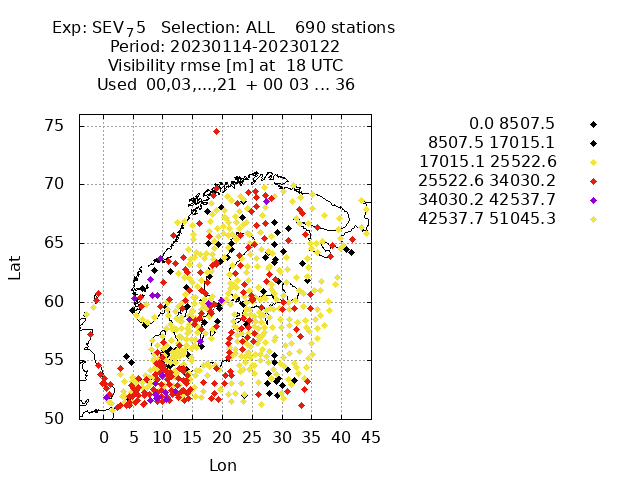 Exp: SEV₇5 Selection: ALL 690 stations
Period: 20230114-20230122
Visibility rmse [m] at 18 UTC
Used 00,03,...,21 + 00 03 ... 36
0.0 8507.5
8507.5 17015.1
17015.1 25522.6
25522.6 34030.2
34030.2 42537.7
42537.7 51045.3
75
70
65
60
55
50
Lat
0 5 10 15 20 25 30 35 40 45
Lon